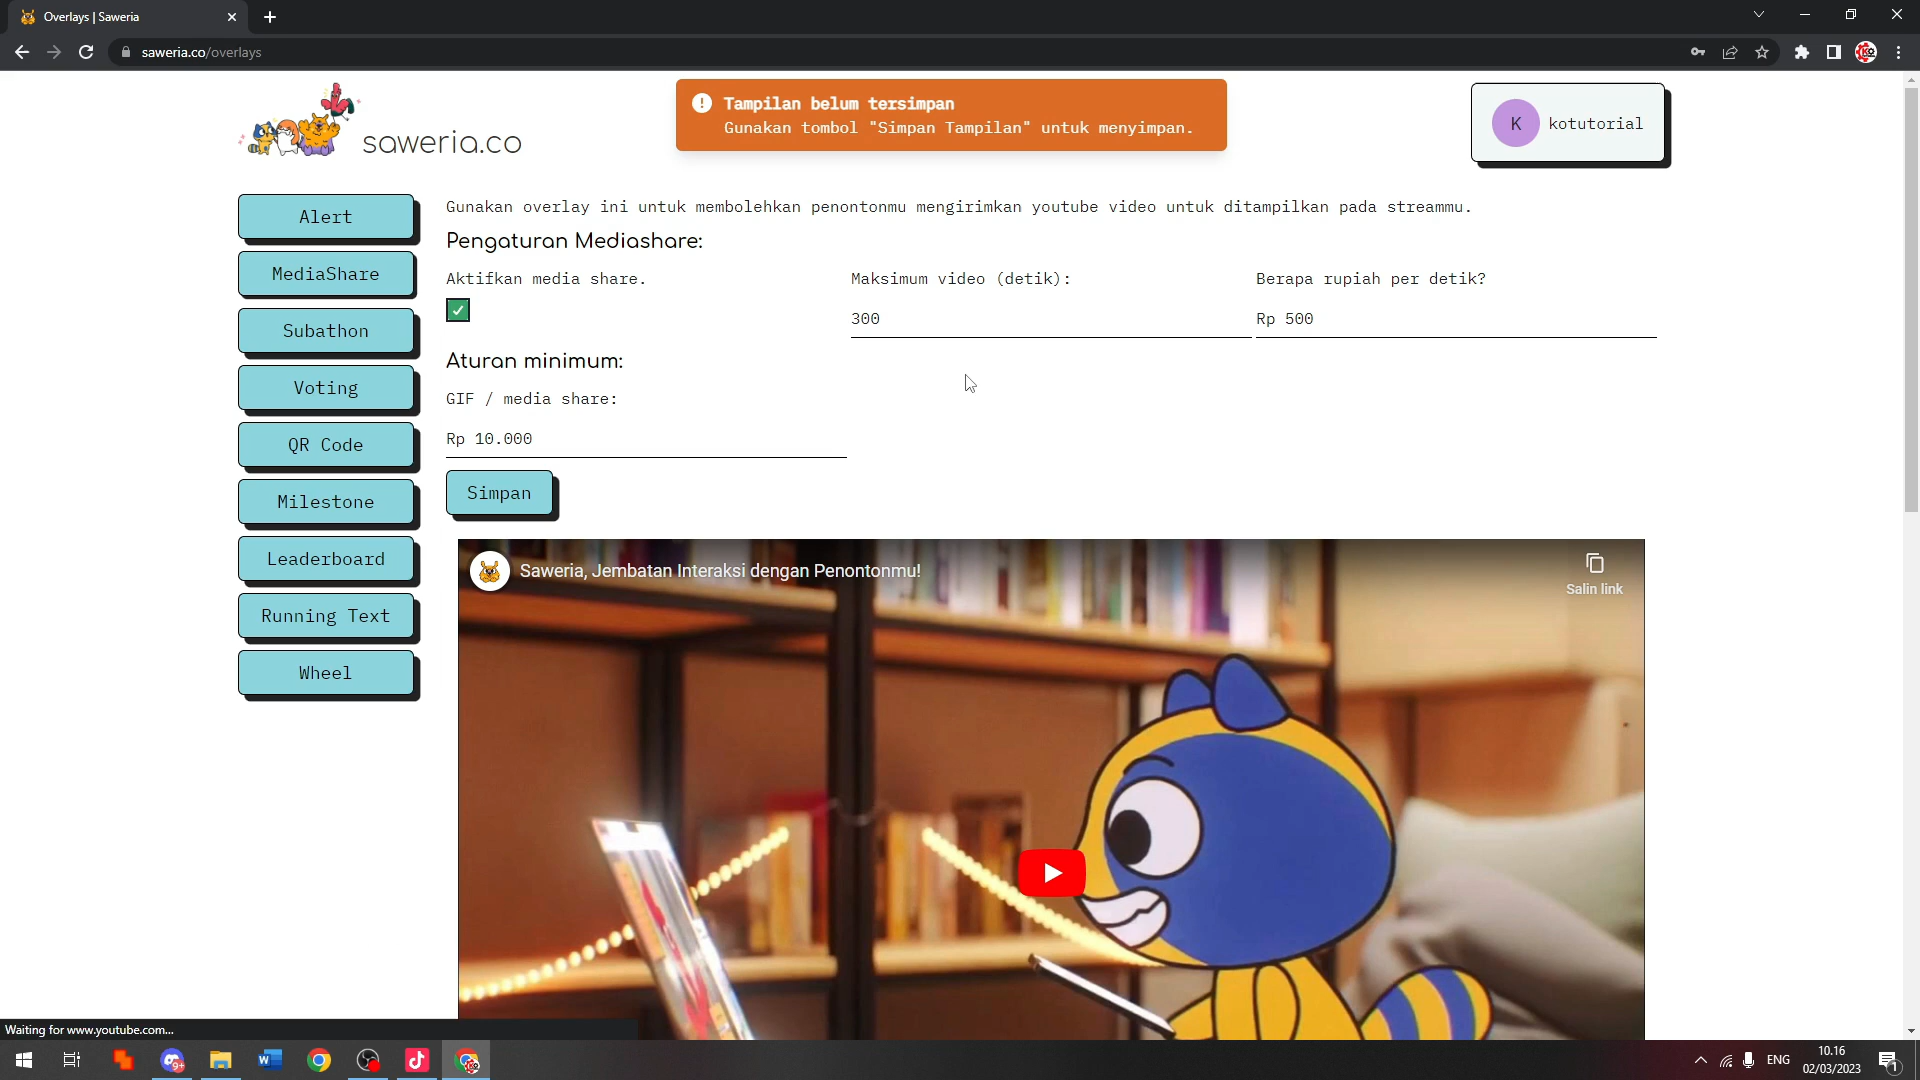 Overlays | Saweria
saweria.co/overlays
saweria.co
Tampilan belum tersimpan
Gunakan tombol "Simpan Tampilan" untuk menyimpan.
K kotutorial
Alert
MediaShare
Subathon
Voting
QR Code
Milestone
Leaderboard
Running Text
Wheel
Gunakan overlay ini untuk membolehkan penontonmu mengirimkan youtube video untuk ditampilkan pada streammu.
Pengaturan Mediashare:
Aktifkan media share.
Maksimum video (detik):
300
Berapa rupiah per detik?
Rp 500
Aturan minimum:
GIF / media share:
Rp 10.000
Simpan
Saweria, Jembatan Interaksi dengan Penontonmu!
Salin link
Waiting for www.youtube.com...
9+
ENG
10.16
02/03/2023
1